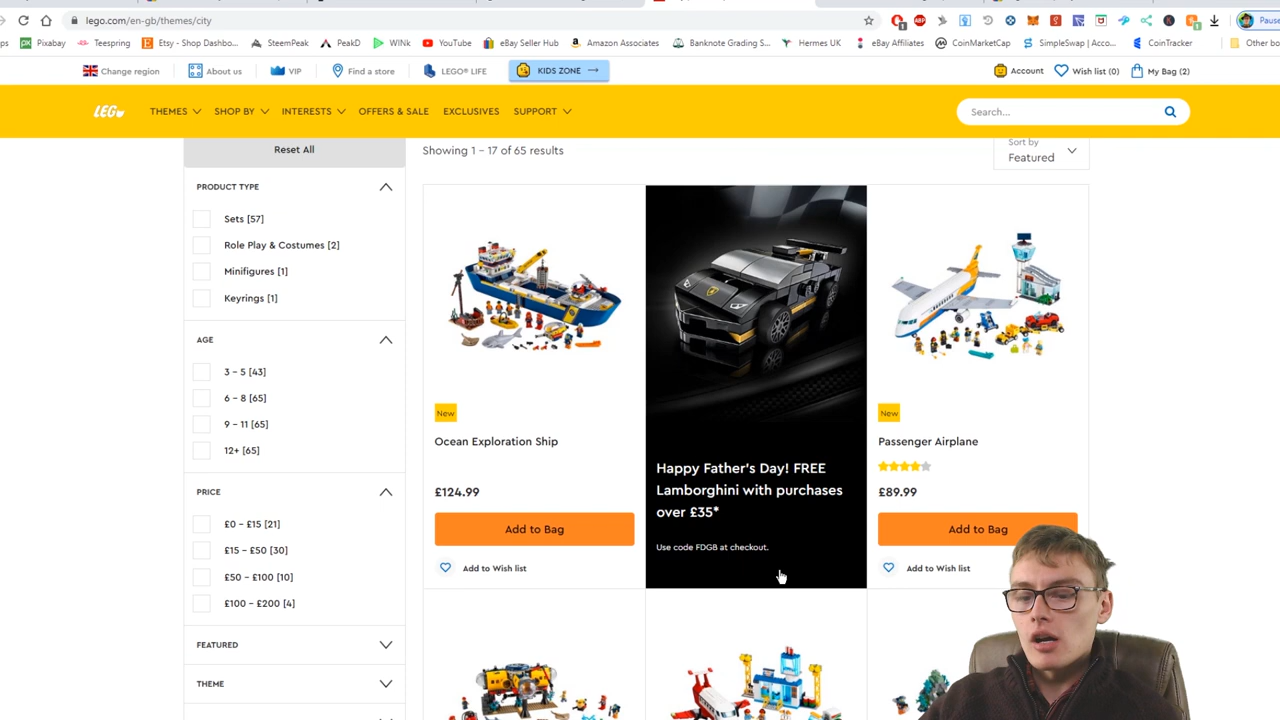 lego.com/en-gb/themes/city
Pause
ps Pixabay Teespring Etsy - Shop Dashbo... SteemPeak PeakD WINk YouTube eBay Seller Hub Amazon Associates Banknote Grading S... Hermes UK eBay Affiliates CoinMarketCap SimpleSwap | Acco... CoinTracker Other bo
Change region About us VIP Find a store LEGO® LIFE KIDS ZONE Account Wish list (0) My Bag (2)
LEGO THEMES SHOP BY INTERESTS OFFERS & SALE EXCLUSIVES SUPPORT Search...
Reset All
Showing 1 - 17 of 65 results
Sort by
Featured
PRODUCT TYPE
Sets [57]
Role Play & Costumes [2]
Minifigures [1]
Keyrings [1]
AGE
3 - 5 [43]
6 - 8 [65]
9 - 11 [65]
12+ [65]
PRICE
£0 - £15 [21]
£15 - £50 [30]
£50 - £100 [10]
£100 - £200 [4]
FEATURED
THEME
New
Ocean Exploration Ship
£124.99
Add to Bag
Add to Wish list
Happy Father's Day! FREE
Lamborghini with purchases
over £35*
Use code FDGB at checkout.
New
Passenger Airplane
£89.99
Add to Bag
Add to Wish list